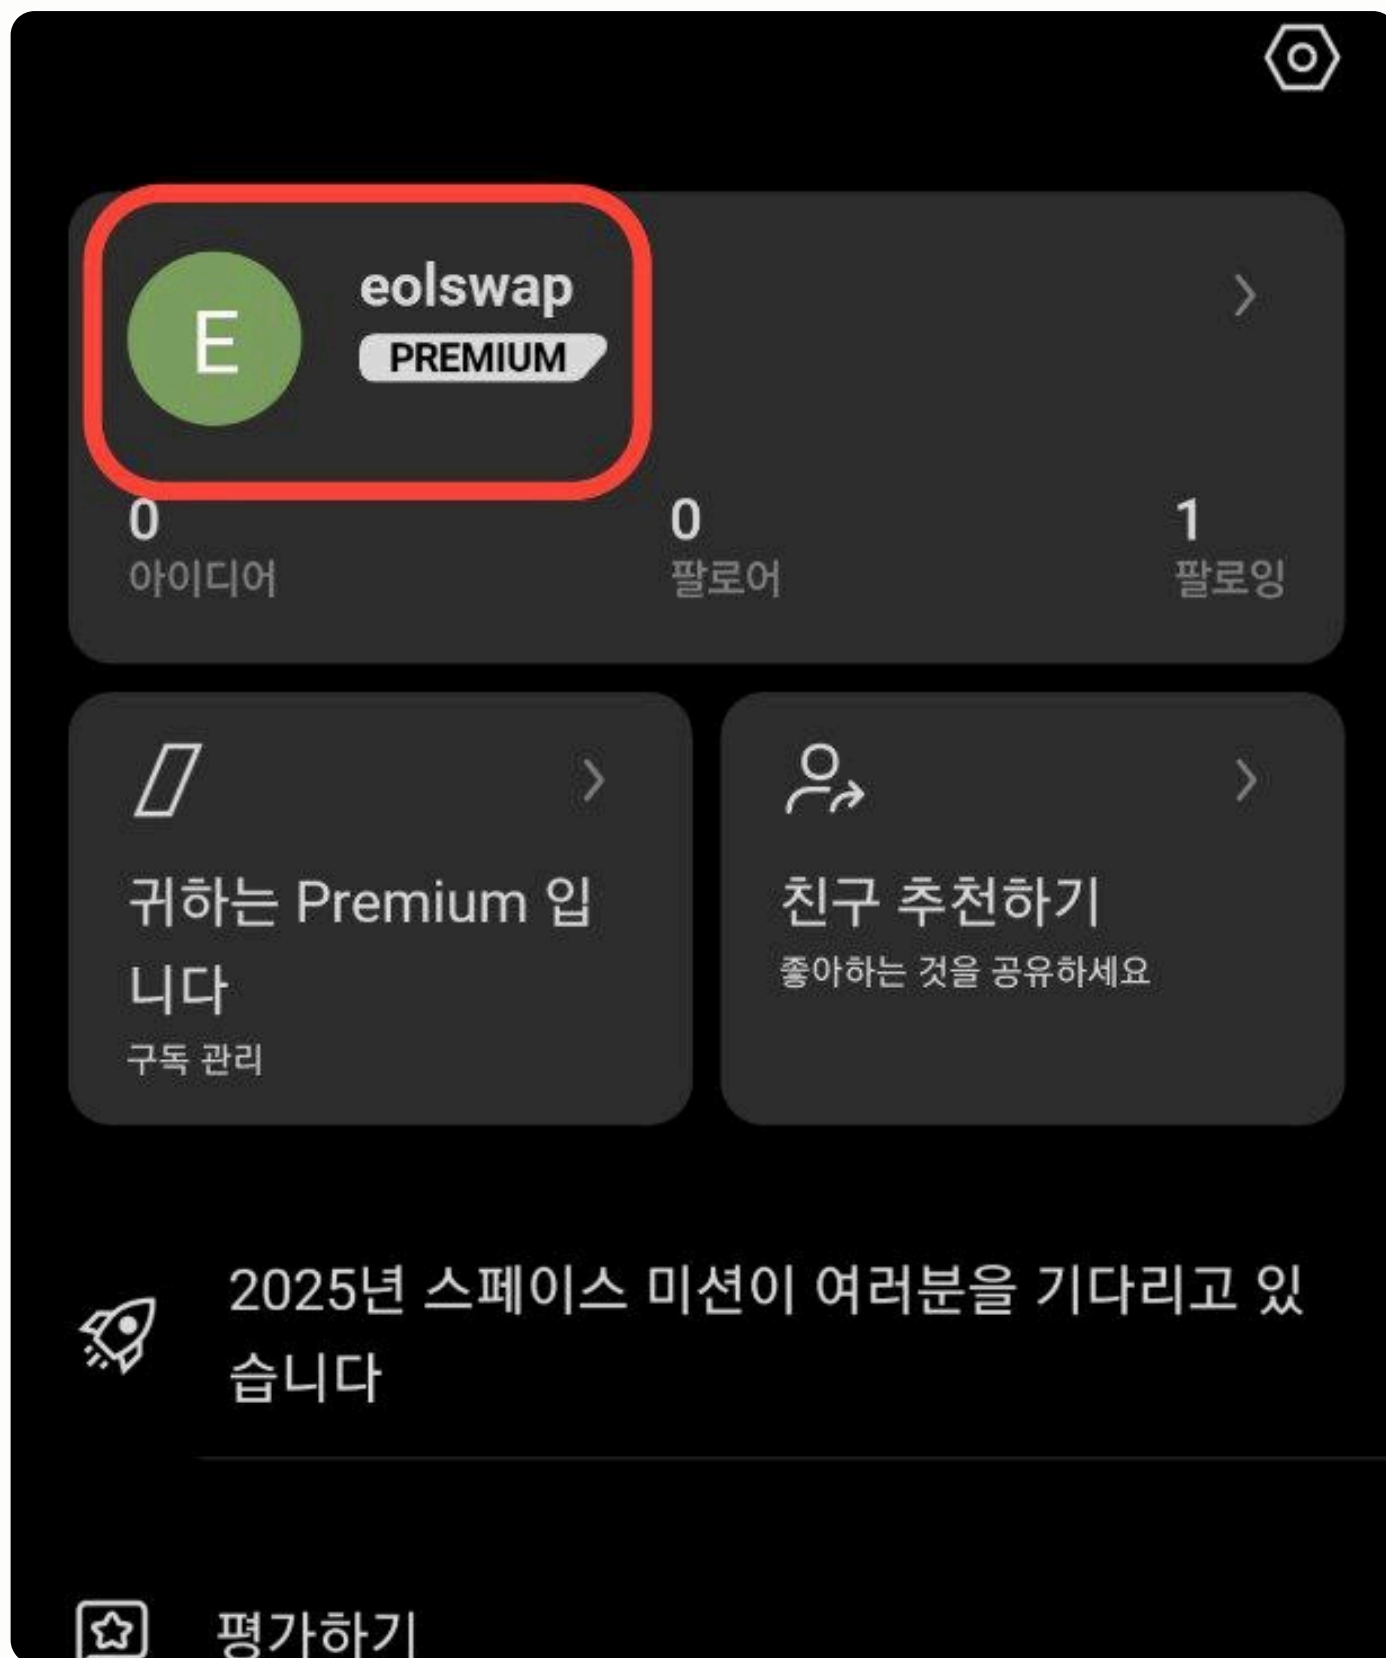 E
eolswap
PREMIUM
0
아이디어
0
팔로어
1
팔로잉
귀하는 Premium 입
니다
구독 관리
친구 추천하기
좋아하는 것을 공유하세요
2025년 스페이스 미션이 여러분을 기다리고 있
습니다
평가하기